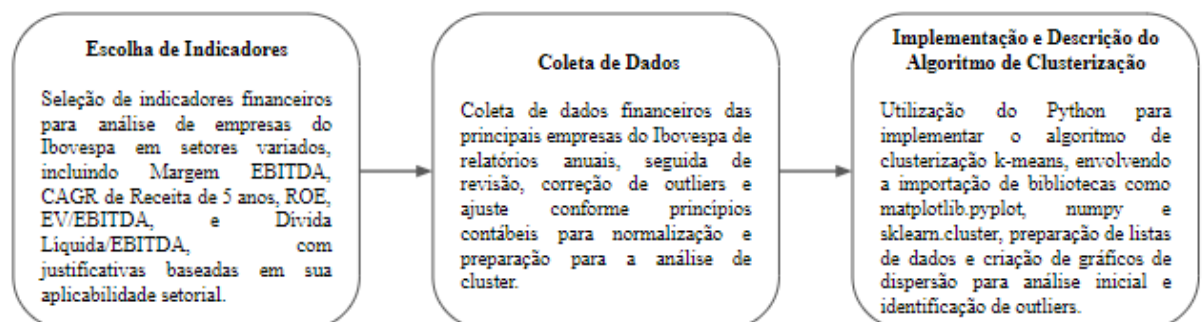 Escolha de Indicadores
Seleção de indicadores financeiros
para análise de empresas do
Ibovespa em setores variados,
incluindo Margem EBITDA,
CAGR de Receita de 5 anos, ROE,
EV/EBITDA, e Dívida
Líquida/EBITDA, com
justificativas baseadas em sua
aplicabilidade setorial.
Coleta de Dados
Coleta de dados financeiros das
principais empresas do Ibovespa de
relatórios anuais, seguida de
revisão, correção de outliers e
ajuste conforme princípios
contábeis para normalização e
preparação para a análise de
cluster.
Implementação e Descrição do
Algoritmo de Clusterização
Utilização do Python para
implementar o algoritmo de
clusterização k-means, envolvendo
a importação de bibliotecas como
matplotlib.pyplot, numpy e
sklearn.cluster, preparação de listas
de dados e criação de gráficos de
dispersão para análise inicial e
identificação de outliers.